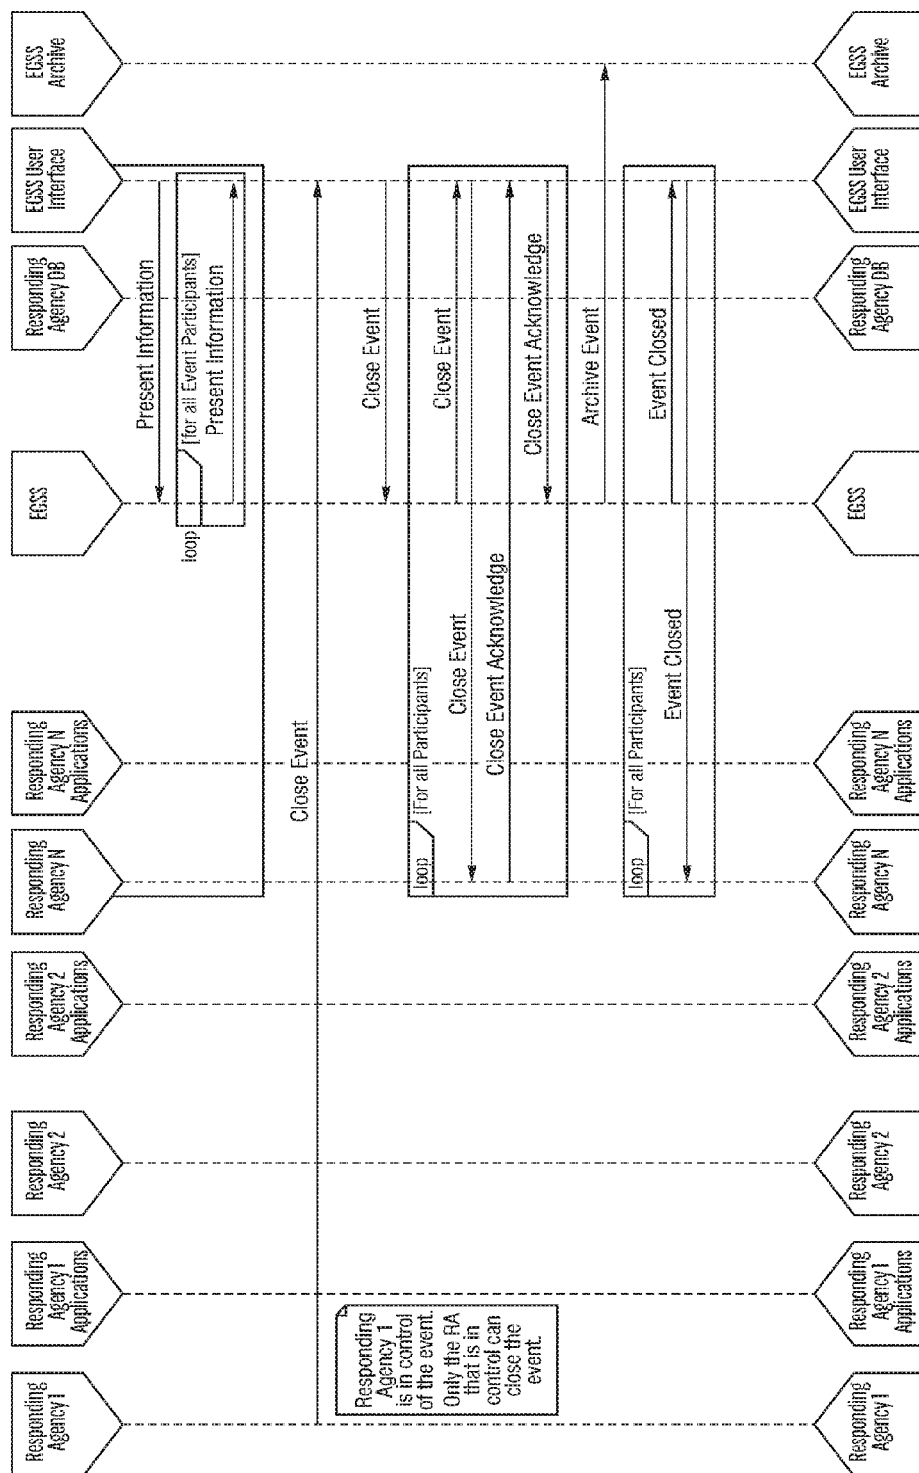 Responding
Agency 1
Responding
Agency 1
Applications
Responding
Agency 2
Responding
Agency 2
Applications
Responding
Agency N
Responding
Agency N
Applications
EGSS
Responding
Agency DB
EGSS User
Interface
EGSS
Archive
Present Information
loop
[for all Event Participants]
Present Information
Close Event
Responding
Agency 1
is in control
of the event.
Only the RA
that is in
control can
close the
event.
Close Event
loop
[For all Participants]
Close Event
Close Event
Close Event Acknowledge
Close Event Acknowledge
Archive Event
loop
[For all Participants]
Event Closed
Event Closed
Responding
Agency 1
Responding
Agency 1
Applications
Responding
Agency 2
Responding
Agency 2
Applications
Responding
Agency N
Responding
Agency N
Applications
EGSS
Responding
Agency DB
EGSS User
Interface
EGSS
Archive